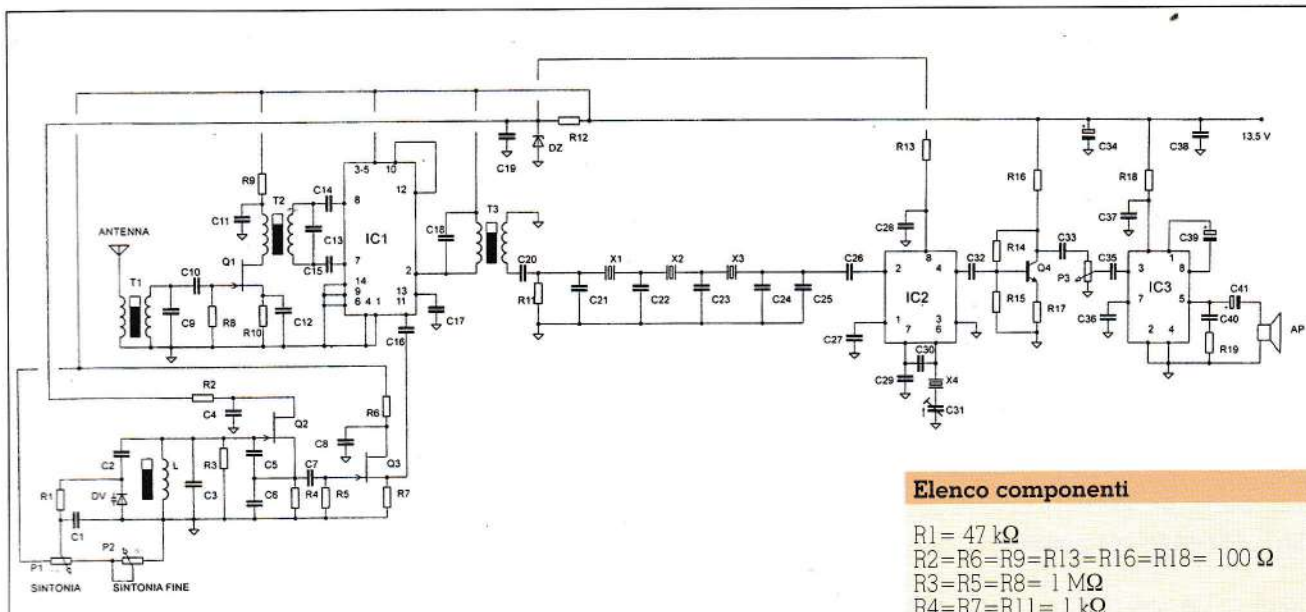 ANTENNA
T1
C9
C10
R8
Q1
R10
C12
C11
R9
T2
C14
C13
C15
3-5
10
12
8
IC1
7
14
9
6
4
1
11
13
2
C16
C17
C18
T3
C19
DZ
R12
C20
R11
C21
X1
C22
X2
C23
X3
C24
C25
C26
C27
R13
C28
8
2
4
IC2
1
7
3
6
C29
C30
X4
C31
C32
R14
R15
R16
Q4
R17
C33
P3
C34
C35
C36
R18
C37
C38
13,5 V
3
1
8
IC3
7
5
2
4
C39
C40
C41
R19
AP
R1
C1
C2
DV
L
C3
R2
C4
R3
Q2
C5
C6
C7
R4
R5
C8
R6
Q3
R7
P1
SINTONIA
P2
SINTONIA FINE
Elenco componenti
R1= 47 kΩ
R2=R6=R9=R13=R16=R18= 100 Ω
R3=R5=R8= 1 MΩ
R4=R7=R11= 1 kΩ